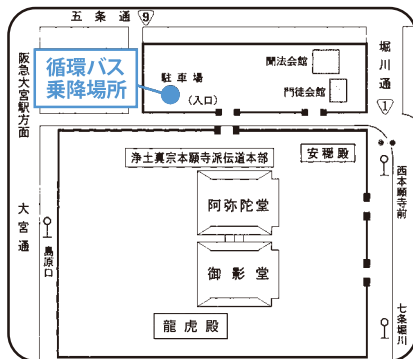 五条通
9
阪急大宮駅方面
循環バス
乗降場所
駐車場
(入口)
聞法会館
門徒会館
堀川通
1
浄土真宗本願寺派伝道本部
安穏殿
阿弥陀堂
西本願寺前
大宮通
島原口
御影堂
龍虎殿
七条堀川